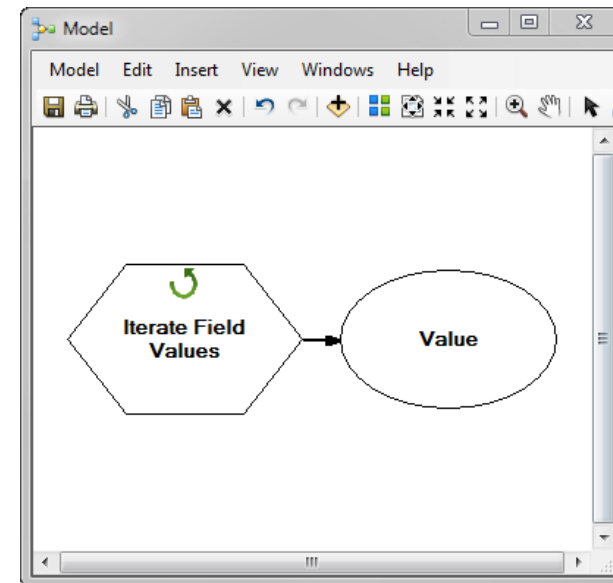 Model
Model Edit Insert View Windows Help
Iterate Field
Values
Value